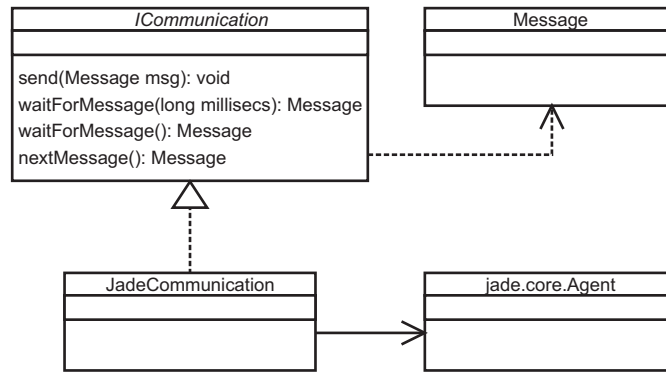 ICommunication
Message
send(Message msg): void
waitForMessage(long millisecs): Message
waitForMessage(): Message
nextMessage(): Message
JadeCommunication
jade.core.Agent